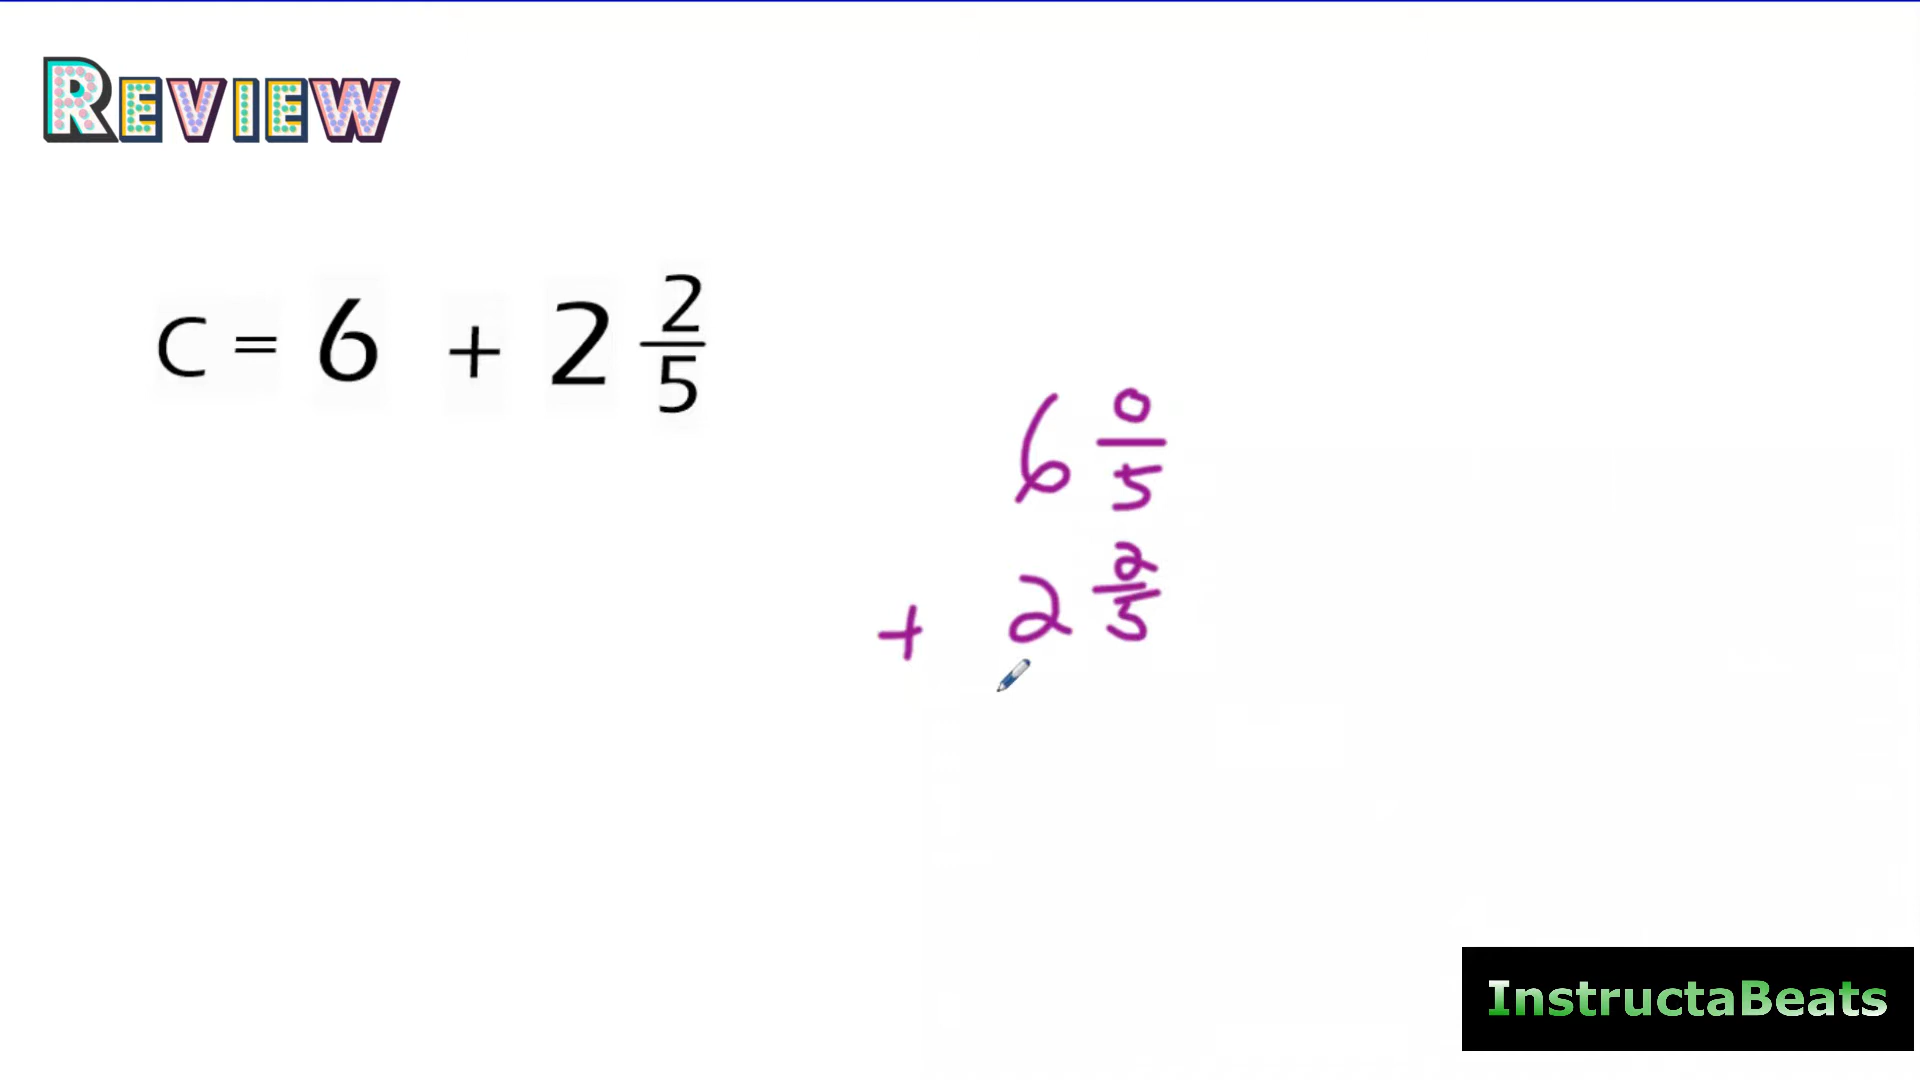 REVIEW
C = 6 + 2 2/5
6 0/5
+ 2 2/5
InstructaBeats